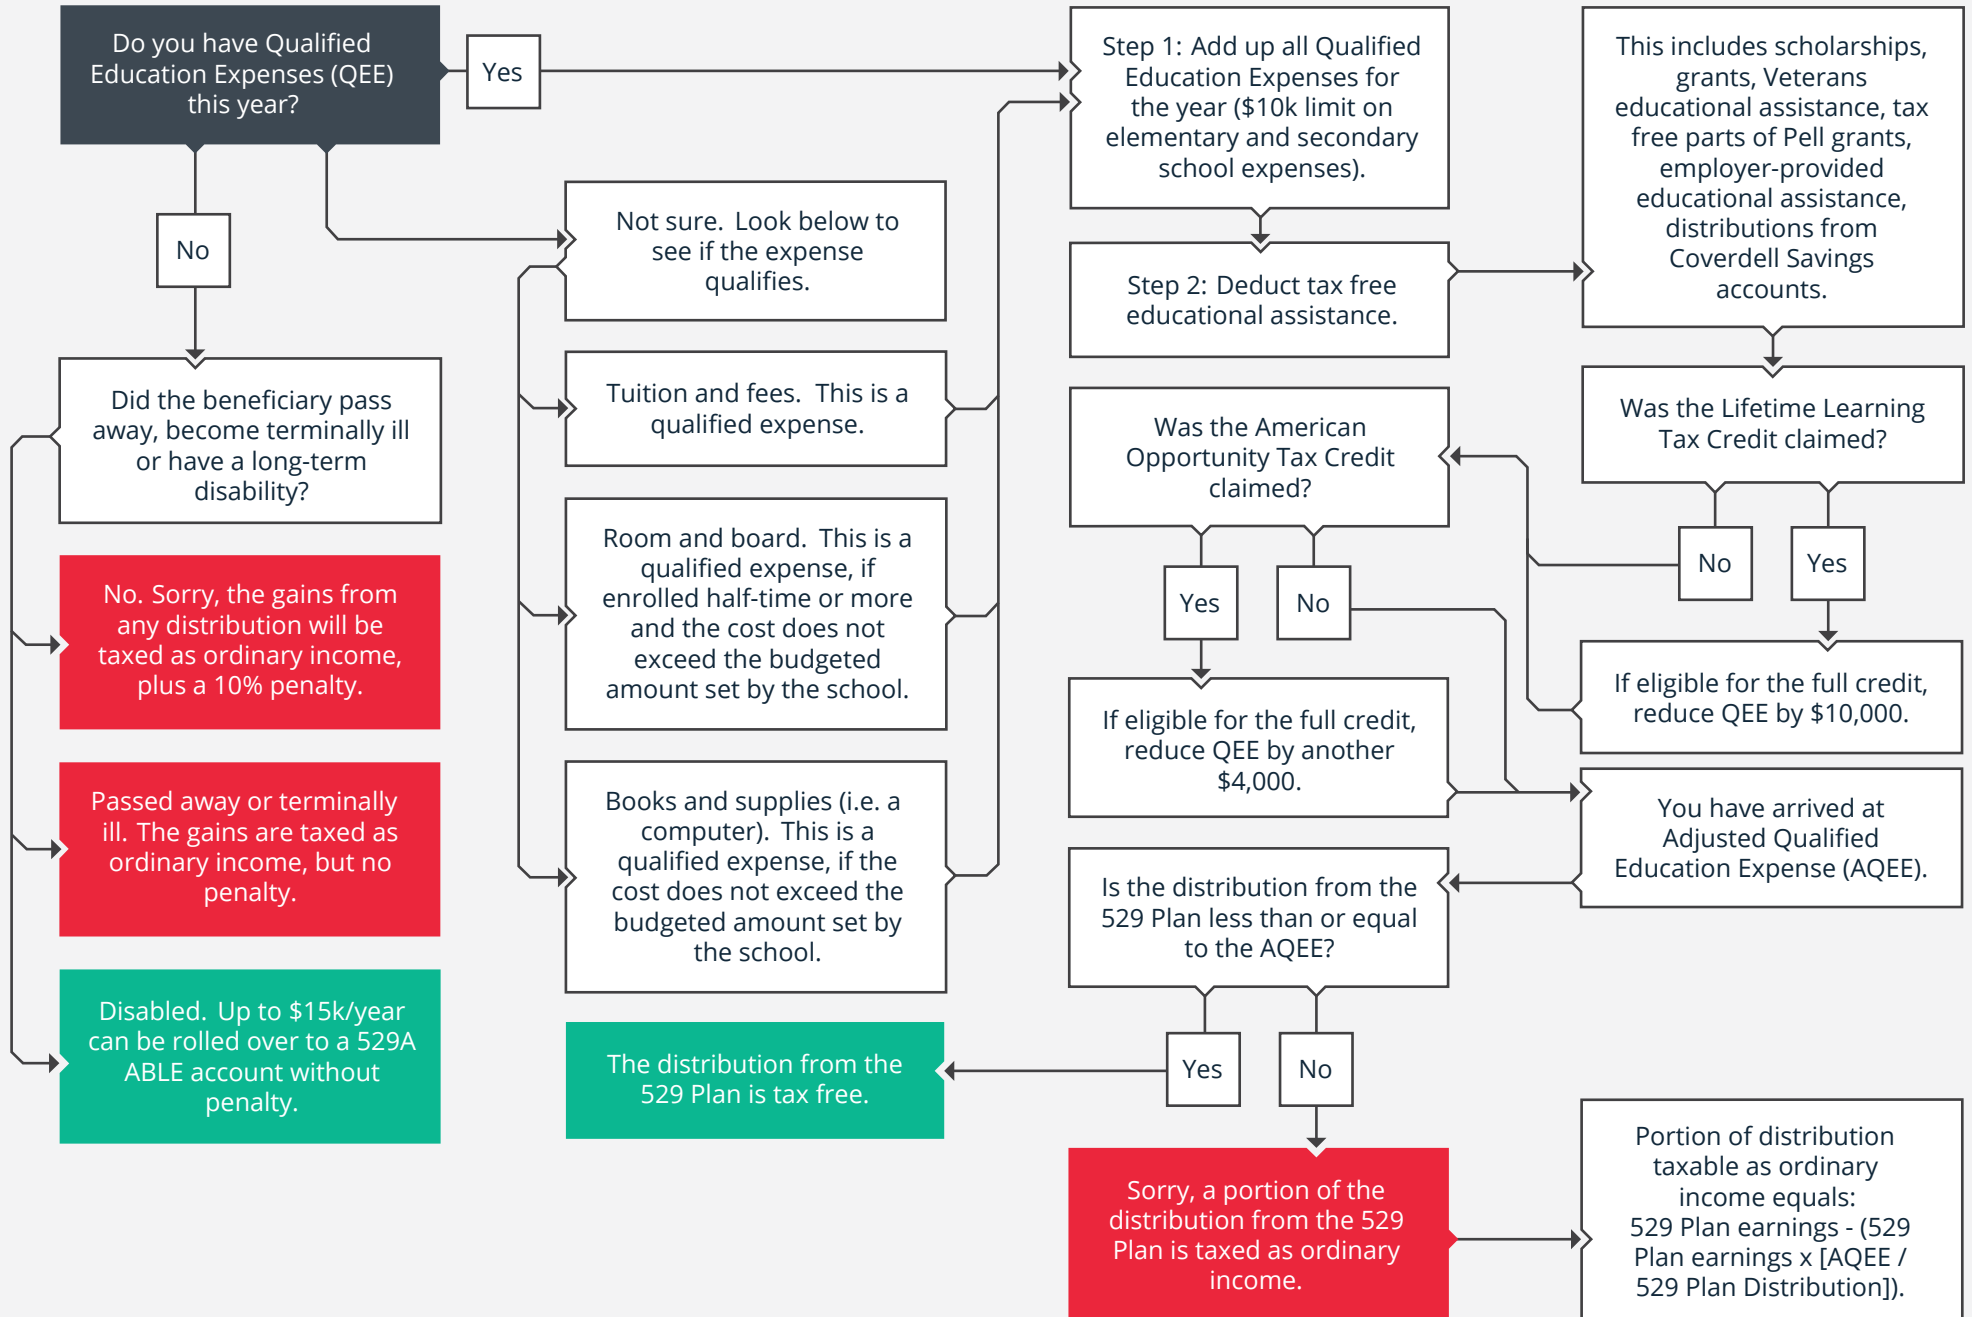 Do you have Qualified
Education Expenses (QEE)
this year?
Yes
No
Did the beneficiary pass
away, become terminally ill
or have a long-term
disability?
No. Sorry, the gains from
any distribution will be
taxed as ordinary income,
plus a 10% penalty.
Passed away or terminally
ill. The gains are taxed as
ordinary income, but no
penalty.
Disabled. Up to $15k/year
can be rolled over to a 529A
ABLE account without
penalty.
Not sure. Look below to
see if the expense
qualifies.
Tuition and fees. This is a
qualified expense.
Room and board. This is a
qualified expense, if
enrolled half-time or more
and the cost does not
exceed the budgeted
amount set by the school.
Books and supplies (i.e. a
computer). This is a
qualified expense, if the
cost does not exceed the
budgeted amount set by
the school.
Step 1: Add up all Qualified
Education Expenses for
the year ($10k limit on
elementary and secondary
school expenses).
Step 2: Deduct tax free
educational assistance.
This includes scholarships,
grants, Veterans
educational assistance, tax
free parts of Pell grants,
employer-provided
educational assistance,
distributions from
Coverdell Savings
accounts.
Was the Lifetime Learning
Tax Credit claimed?
No
Yes
If eligible for the full credit,
reduce QEE by $10,000.
Was the American
Opportunity Tax Credit
claimed?
Yes
No
If eligible for the full credit,
reduce QEE by another
$4,000.
You have arrived at
Adjusted Qualified
Education Expense (AQEE).
Is the distribution from the
529 Plan less than or equal
to the AQEE?
Yes
No
The distribution from the
529 Plan is tax free.
Sorry, a portion of the
distribution from the 529
Plan is taxed as ordinary
income.
Portion of distribution
taxable as ordinary
income equals:
529 Plan earnings - (529
Plan earnings x [AQEE /
529 Plan Distribution]).